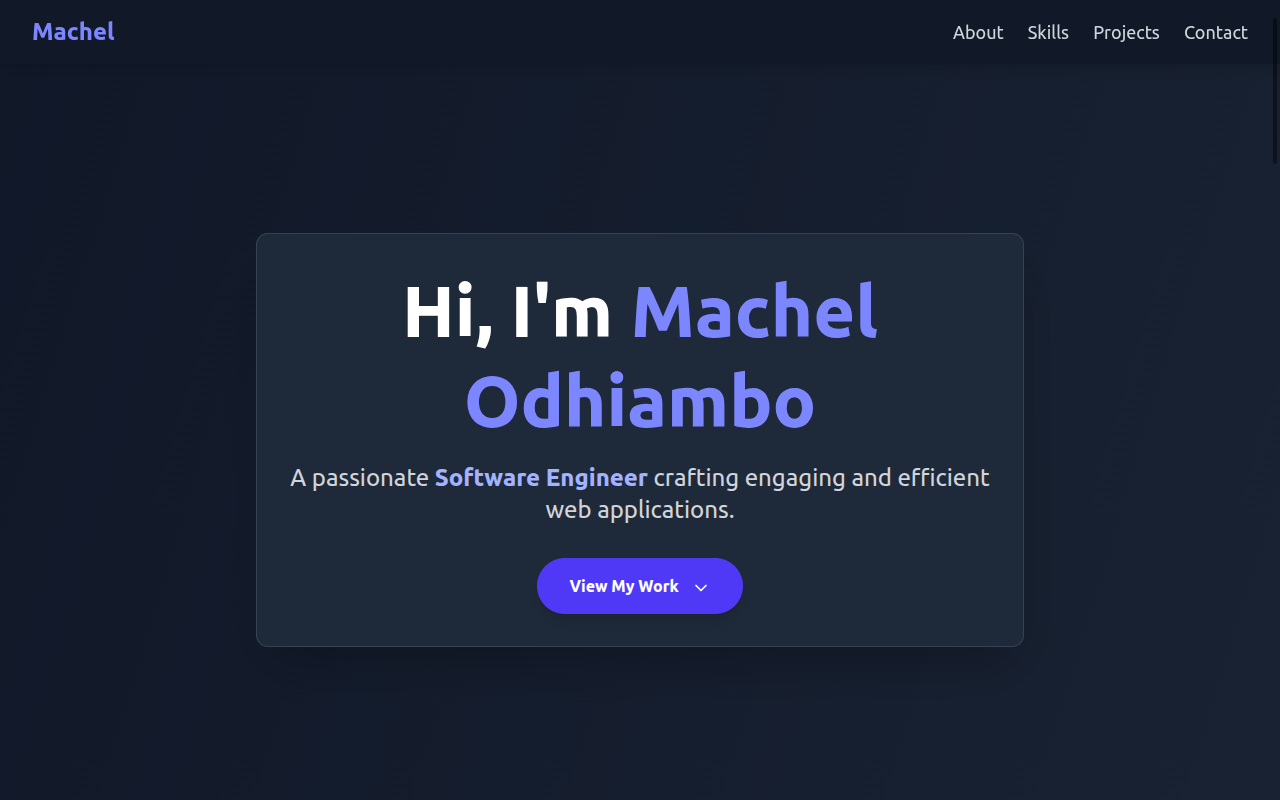 Machel
About Skills Projects Contact
Hi, I'm Machel
Odhiambo
A passionate Software Engineer crafting engaging and efficient
web applications.
View My Work